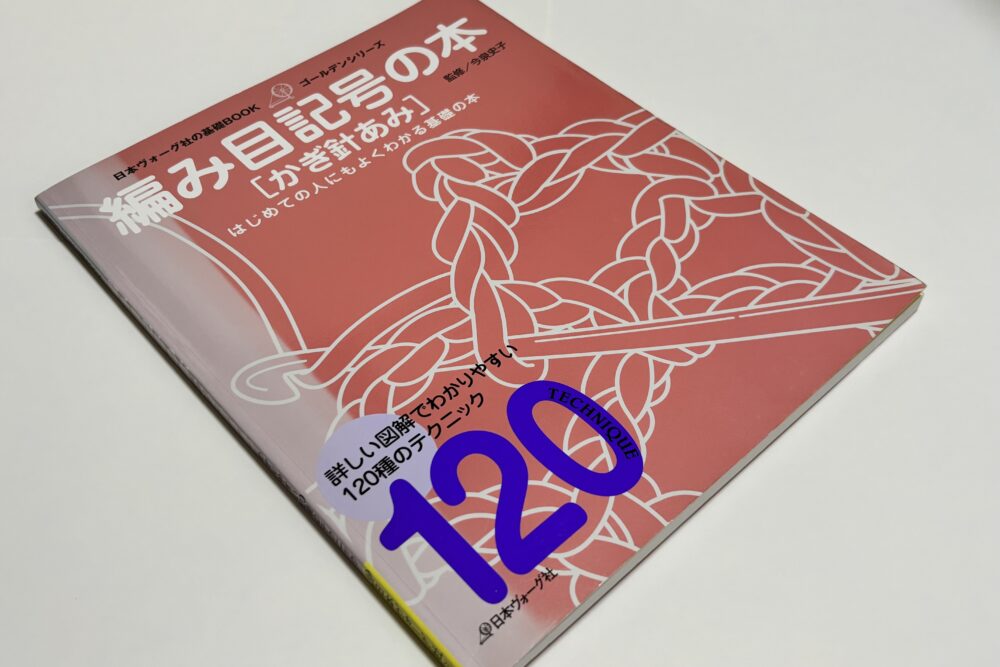 日本ヴォーグ社の基礎BOOK
ゴールデンシリーズ
編み目記号の本
監修／今泉史子
[かぎ針あみ]
はじめての人にもよくわかる基礎の本
詳しい図解でわかりやすい
120種のテクニック
120
TECHNIQUE
日本ヴォーグ社